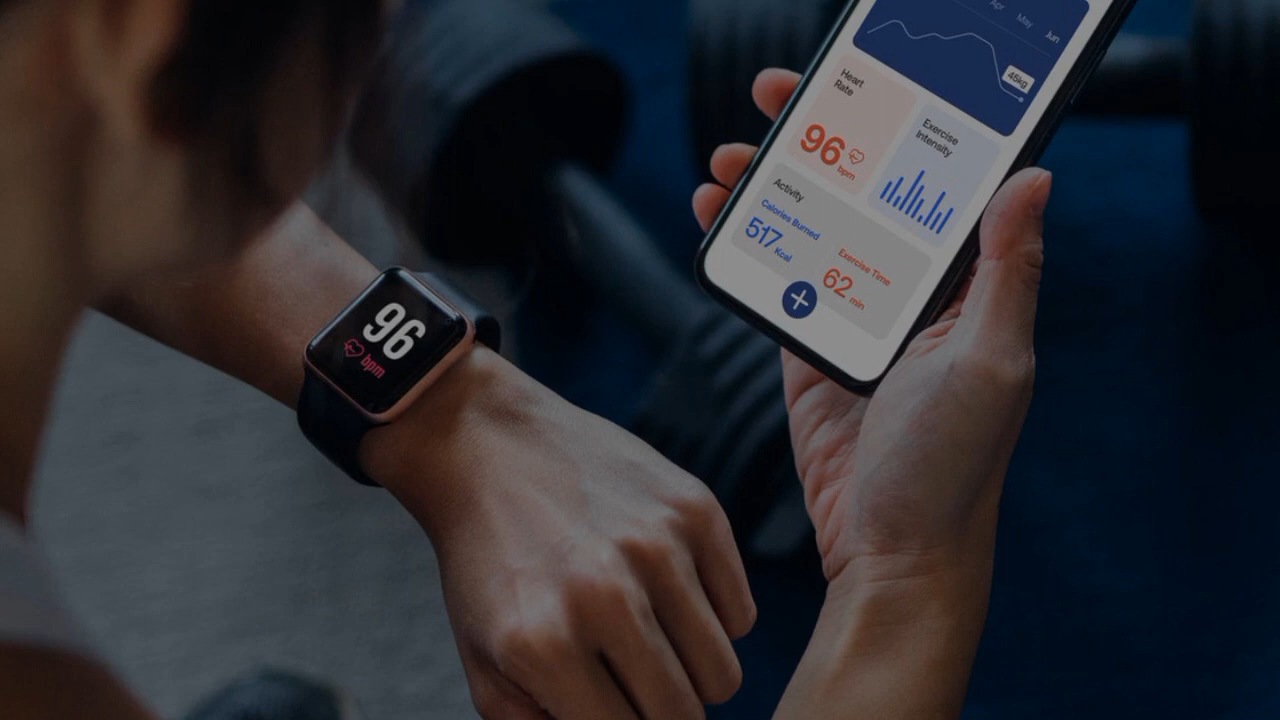 Apr May Jun
45kg
Heart
Rate
96
bpm
Exercise
Intensity
Activity
Calories Burned
517 Kcal
Exercise Time
62 min
96
bpm